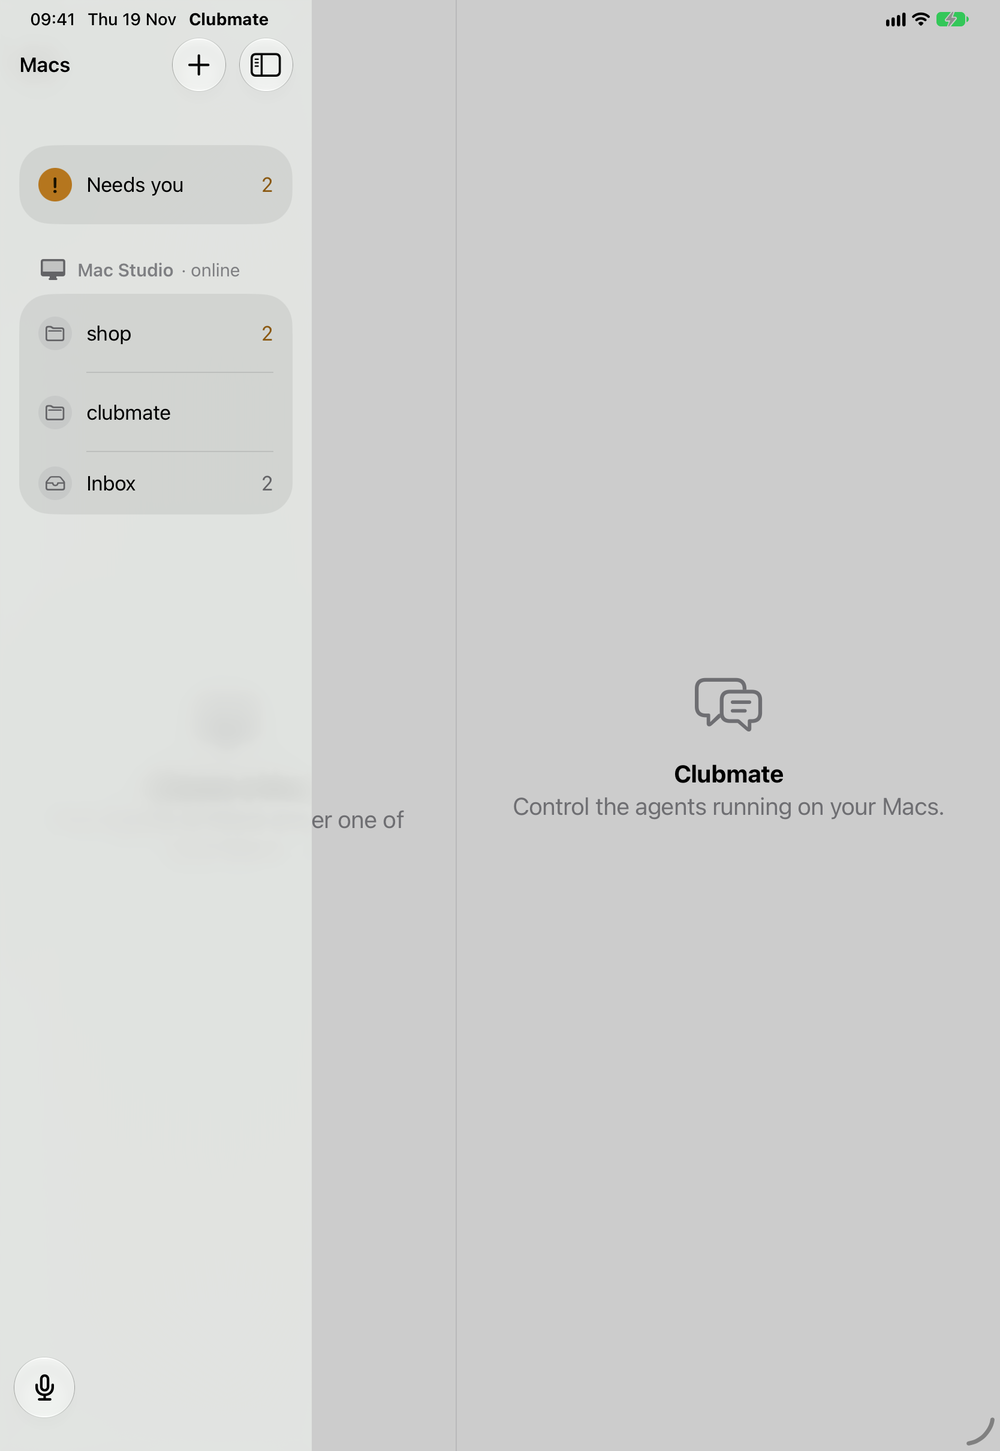 09:41 Thu 19 Nov Clubmate
Macs
Needs you 2
Mac Studio · online
shop 2
clubmate
Inbox 2
er one of
Clubmate
Control the agents running on your Macs.